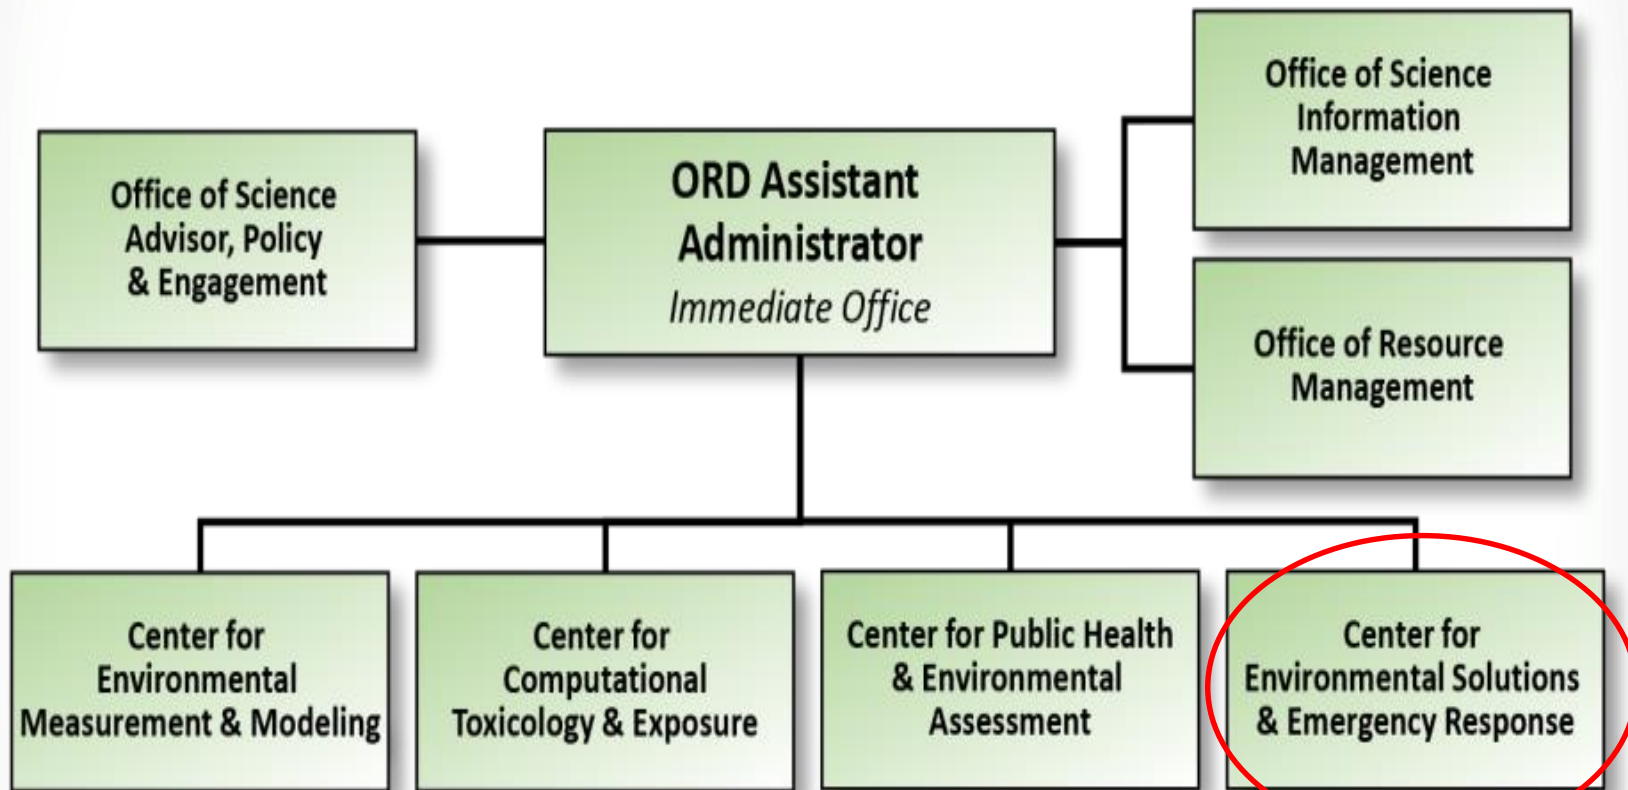 Office of Science
Information
Management
Office of Science
Advisor, Policy
& Engagement
ORD Assistant
Administrator
Immediate Office
Office of Resource
Management
Center for
Environmental
Measurement & Modeling
Center for
Computational
Toxicology & Exposure
Center for Public Health
& Environmental
Assessment
Center for
Environmental Solutions
& Emergency Response